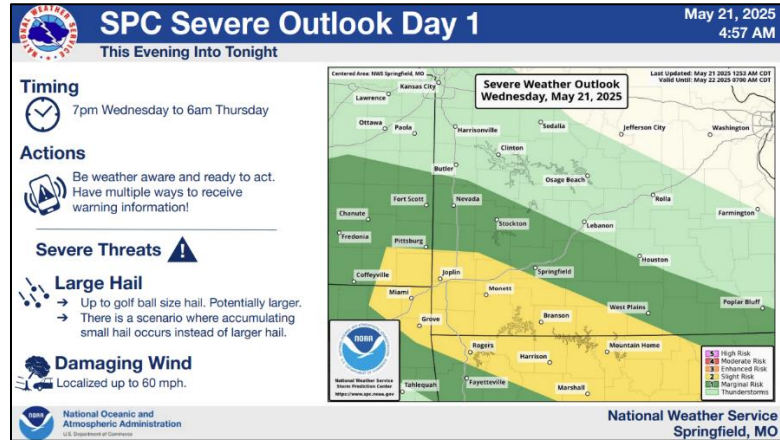 SPC Severe Outlook Day 1
May 21, 2025
4:57 AM
This Evening Into Tonight
NATIONAL WEATHER SERVICE
Timing
7pm Wednesday to 6am Thursday
Actions
Be weather aware and ready to act.
Have multiple ways to receive
warning information!
Severe Threats
Large Hail
→ Up to golf ball size hail. Potentially larger.
→ There is a scenario where accumulating
small hail occurs instead of larger hail.
Damaging Wind
Localized up to 60 mph.
Centered Area: NWS Springfield, MO
Severe Weather Outlook
Wednesday, May 21, 2025
Last Updated: May 21 2025 1253 AM CDT
Valid Until: May 22 2025 0700 AM CDT
Kansas City
Lawrence
Ottawa
Paola
Harrisonville
Sedalla
Jefferson City
Washington
Clinton
Butler
Osage Beach
Fort Scott
Nevada
Rolla
Farmington
Chanute
Stockton
Lebanon
Fredonia
Pittsburg
Houston
Coffeyville
Joplin
Springfield
Miami
Monett
West Plains
Poplar Bluff
Grove
Branson
Rogers
Harrison
Mountain Home
Tahlequah
Fayetteville
Marshall
NOAA
National Weather Service
Storm Prediction Center
https://www.spc.noaa.gov
5 High Risk
4 Moderate Risk
3 Enhanced Risk
2 Slight Risk
1 Marginal Risk
Thunderstorms
NOAA
National Oceanic and
Atmospheric Administration
U.S. Department of Commerce
National Weather Service
Springfield, MO